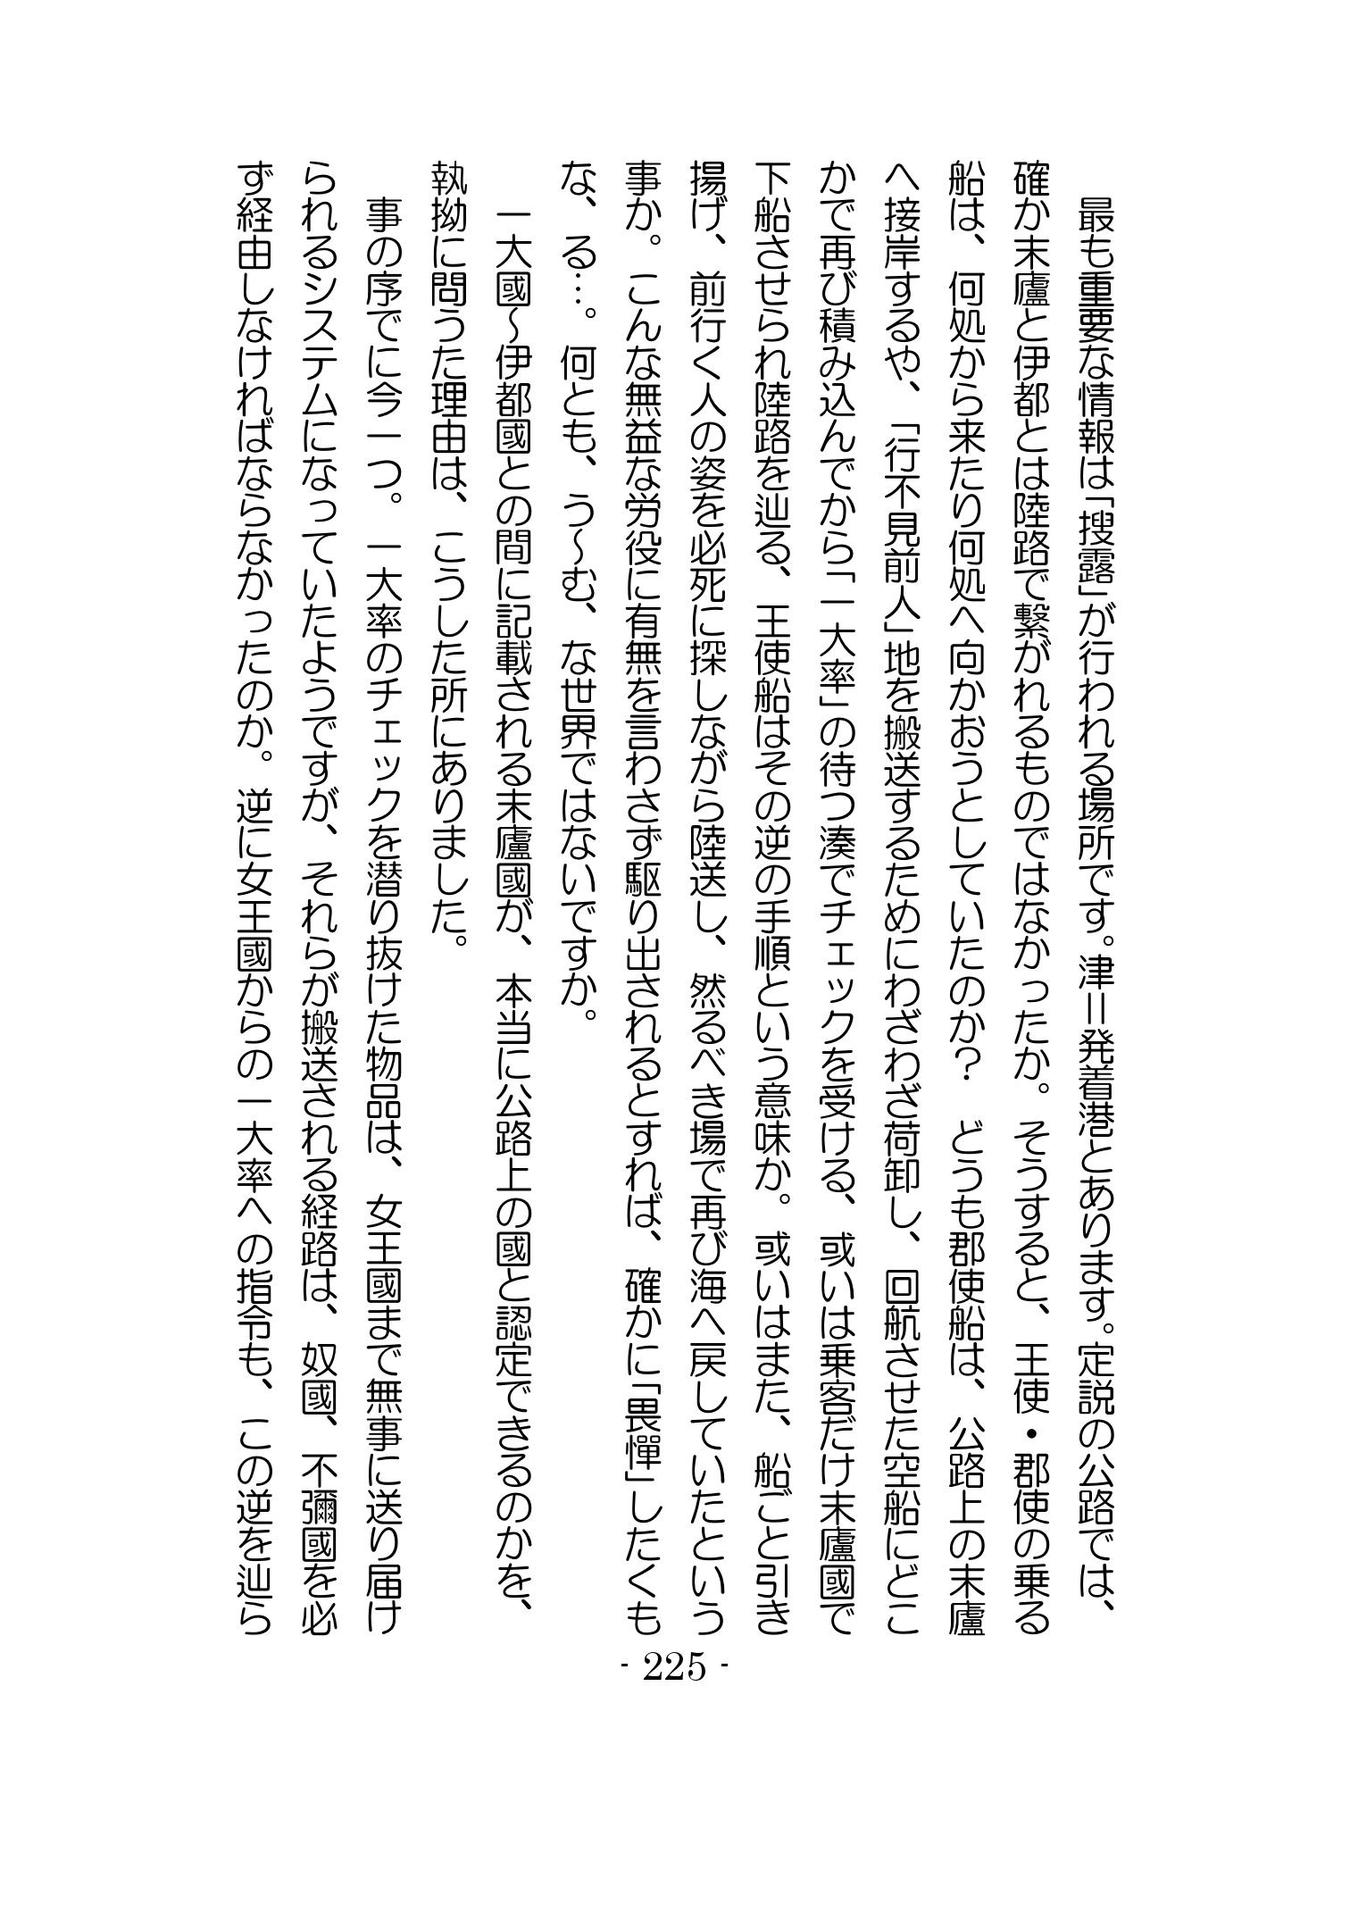 最も重要な情報は「捜露」が行われる場所です。津＝発着港とあります。定説の公路では、
確か末廬と伊都とは陸路で繋がれるものではなかったか。そうすると、王使・郡使の乗る
船は、何処から来たり何処へ向かおうとしていたのか？　どうも郡使船は、公路上の末廬
へ接岸するや、「行不見前人」地を搬送するためにわざわざ荷卸し、回航させた空船にどこ
かで再び積み込んでから「一大率」の待つ湊でチェックを受ける、或いは乗客だけ末廬國で
下船させられ陸路を辿る、王使船はその逆の手順という意味か。或いはまた、船ごと引き
揚げ、前行く人の姿を必死に探しながら陸送し、然るべき場で再び海へ戻していたという
事か。こんな無益な労役に有無を言わさず駆り出されるとすれば、確かに「畏憚」したくも
な、る…。何とも、う～む、な世界ではないですか。
　一大國～伊都國との間に記載される末廬國が、本当に公路上の國と認定できるのかを、
執拗に問うた理由は、こうした所にありました。
　事の序でに今一つ。一大率のチェックを潜り抜けた物品は、女王國まで無事に送り届け
られるシステムになっていたようですが、それらが搬送される経路は、奴國、不彌國を必
ず経由しなければならなかったのか。逆に女王國からの一大率への指令も、この逆を辿ら
- 225 -